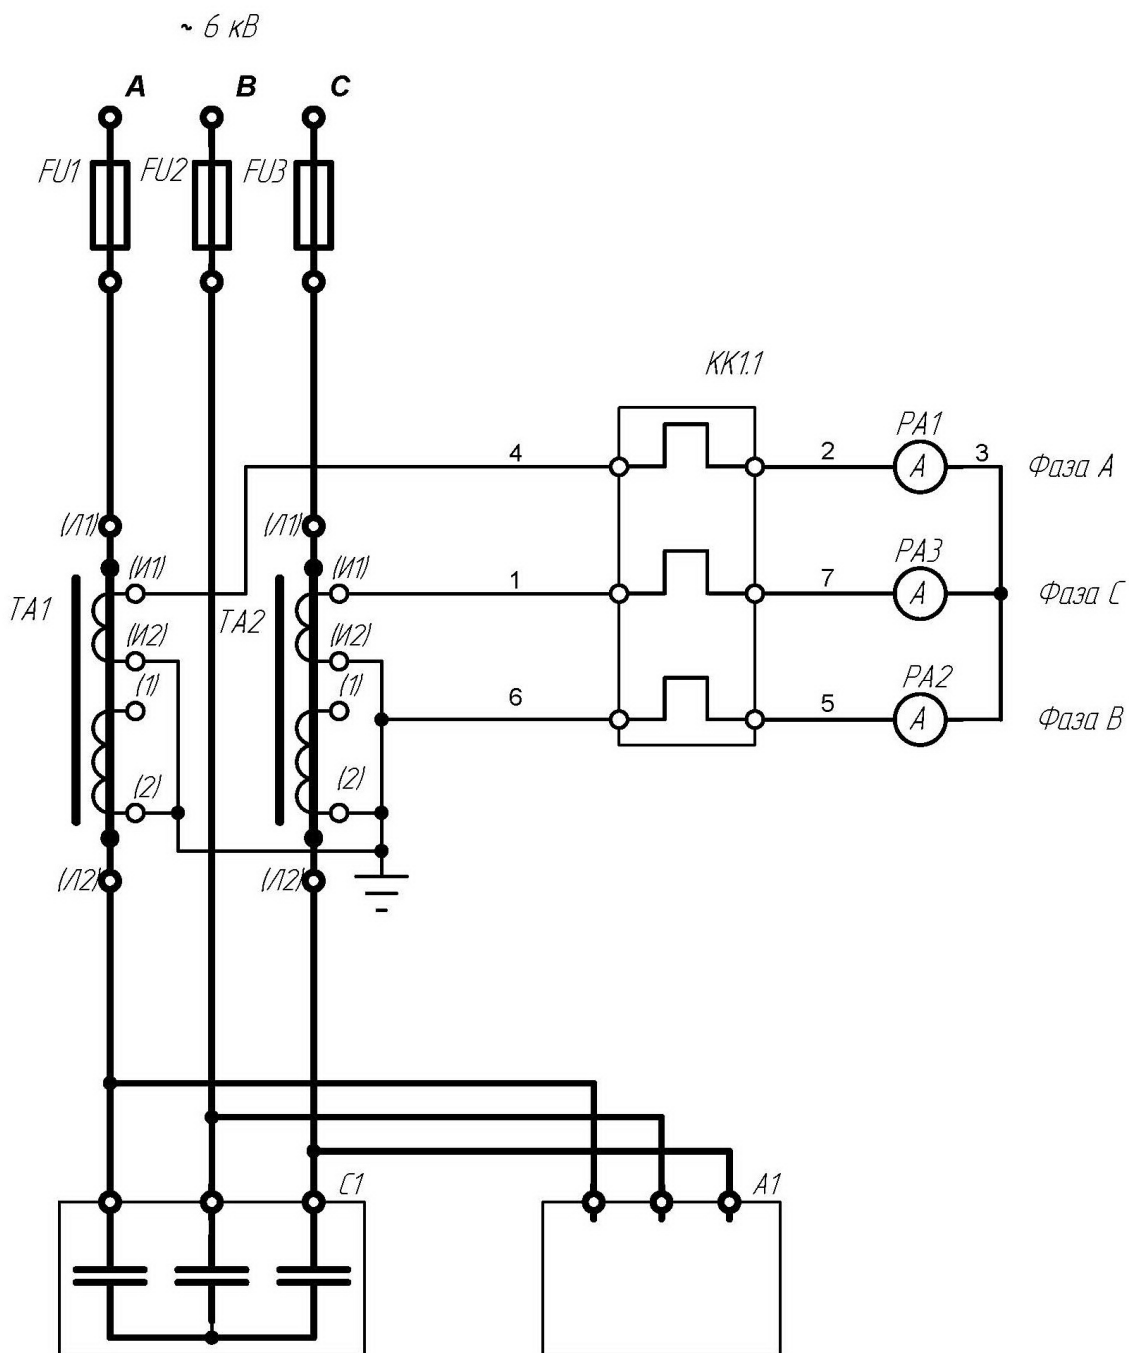 ~ 6 кВ
A B C
FU1 FU2 FU3
КК1.1
4 2 PA1 A 3 Фаза А
(Л1) (Л1)
(И1) (И1) 1 7 PA3 A Фаза С
TA1 (И2) TA2 (И2)
(1) (1) 6 5 PA2 A Фаза В
(2) (2)
(Л2) (Л2)
C1 A1